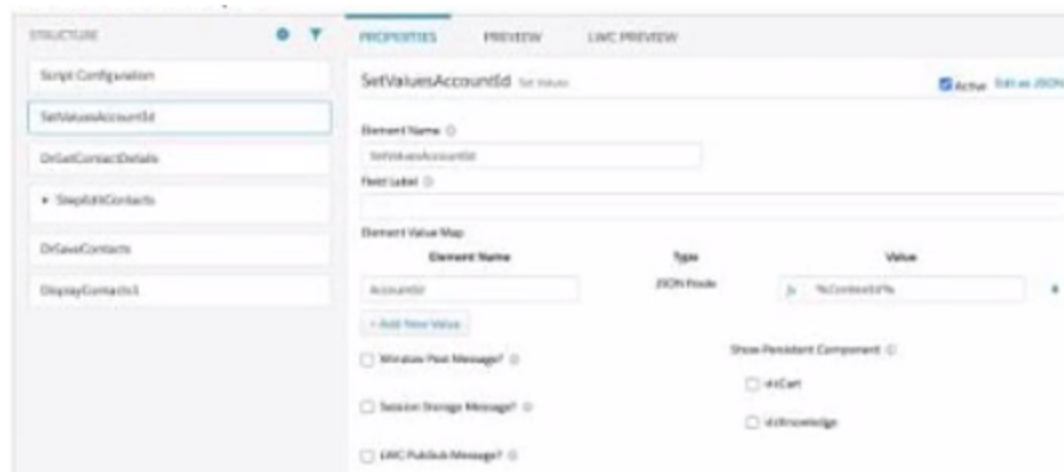 STRUCTURE
PROPERTIES PREVIEW LWC PREVIEW
Script Configuration
SetValuesAccountId Set Values
Active Edit as JSON
SetValuesAccountId
Element Name
DrGetContactDetails
SetValuesAccountId
Field Label
StepEditContacts
Element Value Map
DrSaveContacts
Element Name Type Value
DisplayContacts1
AccountId JSON Node %ContextId%
+ Add New Value
Window Post Message?
Show Persistent Component
vlcCart
Session Storage Message?
vlcKnowledge
LWC PubSub Message?